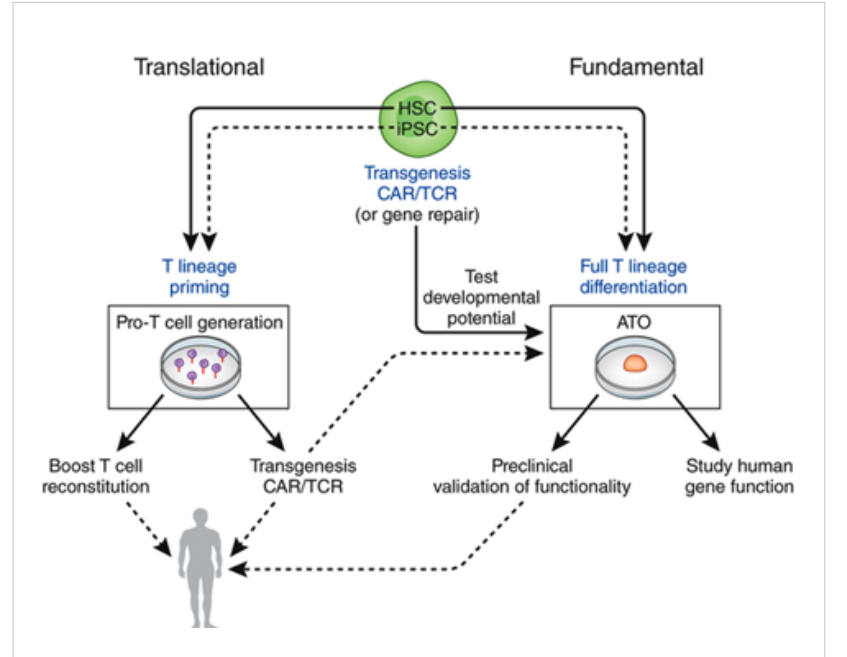 Translational
Fundamental
HSC
iPSC
Transgenesis
CAR/TCR
(or gene repair)
T lineage
priming
Test
developmental
potential
Full T lineage
differentiation
Pro-T cell generation
ATO
Boost T cell
reconstitution
Transgenesis
CAR/TCR
Preclinical
validation of functionality
Study human
gene function